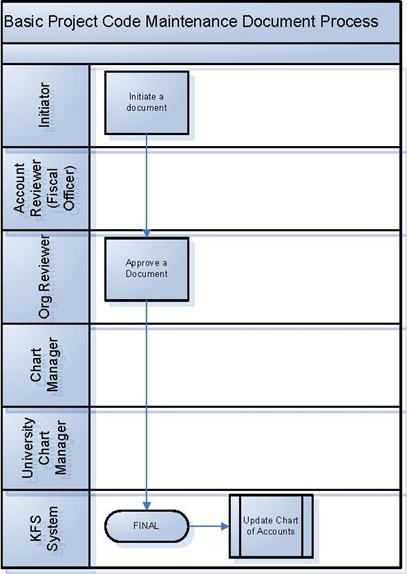 Basic Project Code Maintenance Document Process
Initiator
Initiate a
document
Account
Reviewer
(Fiscal
Officer)
Org Reviewer
Approve a
Document
Chart
Manager
University
Chart
Manager
KFS
System
FINAL
Update Chart
of Accounts